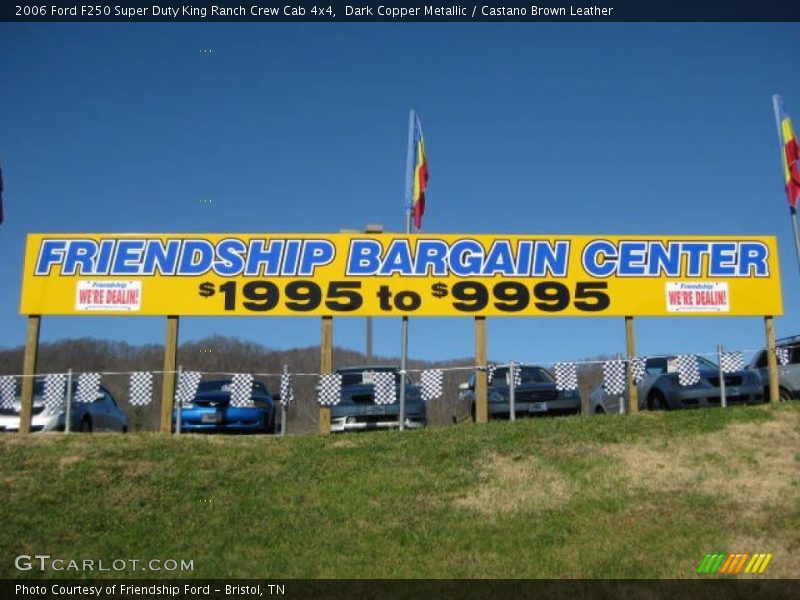 2006 Ford F250 Super Duty King Ranch Crew Cab 4x4, Dark Copper Metallic / Castano Brown Leather
FRIENDSHIP BARGAIN CENTER
$1995 to $9995
Friendship
WE'RE DEALIN!
Friendship
WE'RE DEALIN!
GTCARLOT.COM
Photo Courtesy of Friendship Ford - Bristol, TN